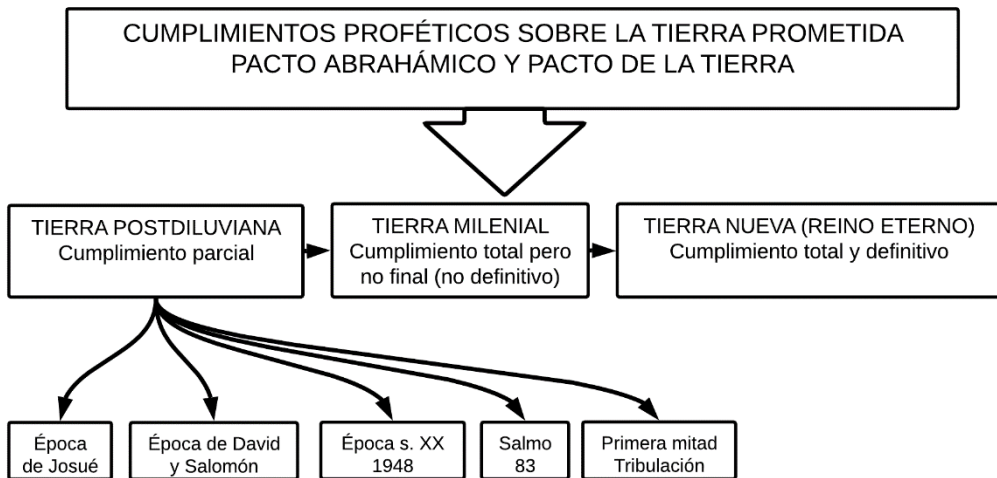 CUMPLIMIENTOS PROFÉTICOS SOBRE LA TIERRA PROMETIDA
PACTO ABRAHÁMICO Y PACTO DE LA TIERRA
TIERRA POSTDILUVIANA
Cumplimiento parcial
TIERRA MILENIAL
Cumplimiento total pero
no final (no definitivo)
TIERRA NUEVA (REINO ETERNO)
Cumplimiento total y definitivo
Época
de Josué
Época de David
y Salomón
Época s. XX
1948
Salmo
83
Primera mitad
Tribulación